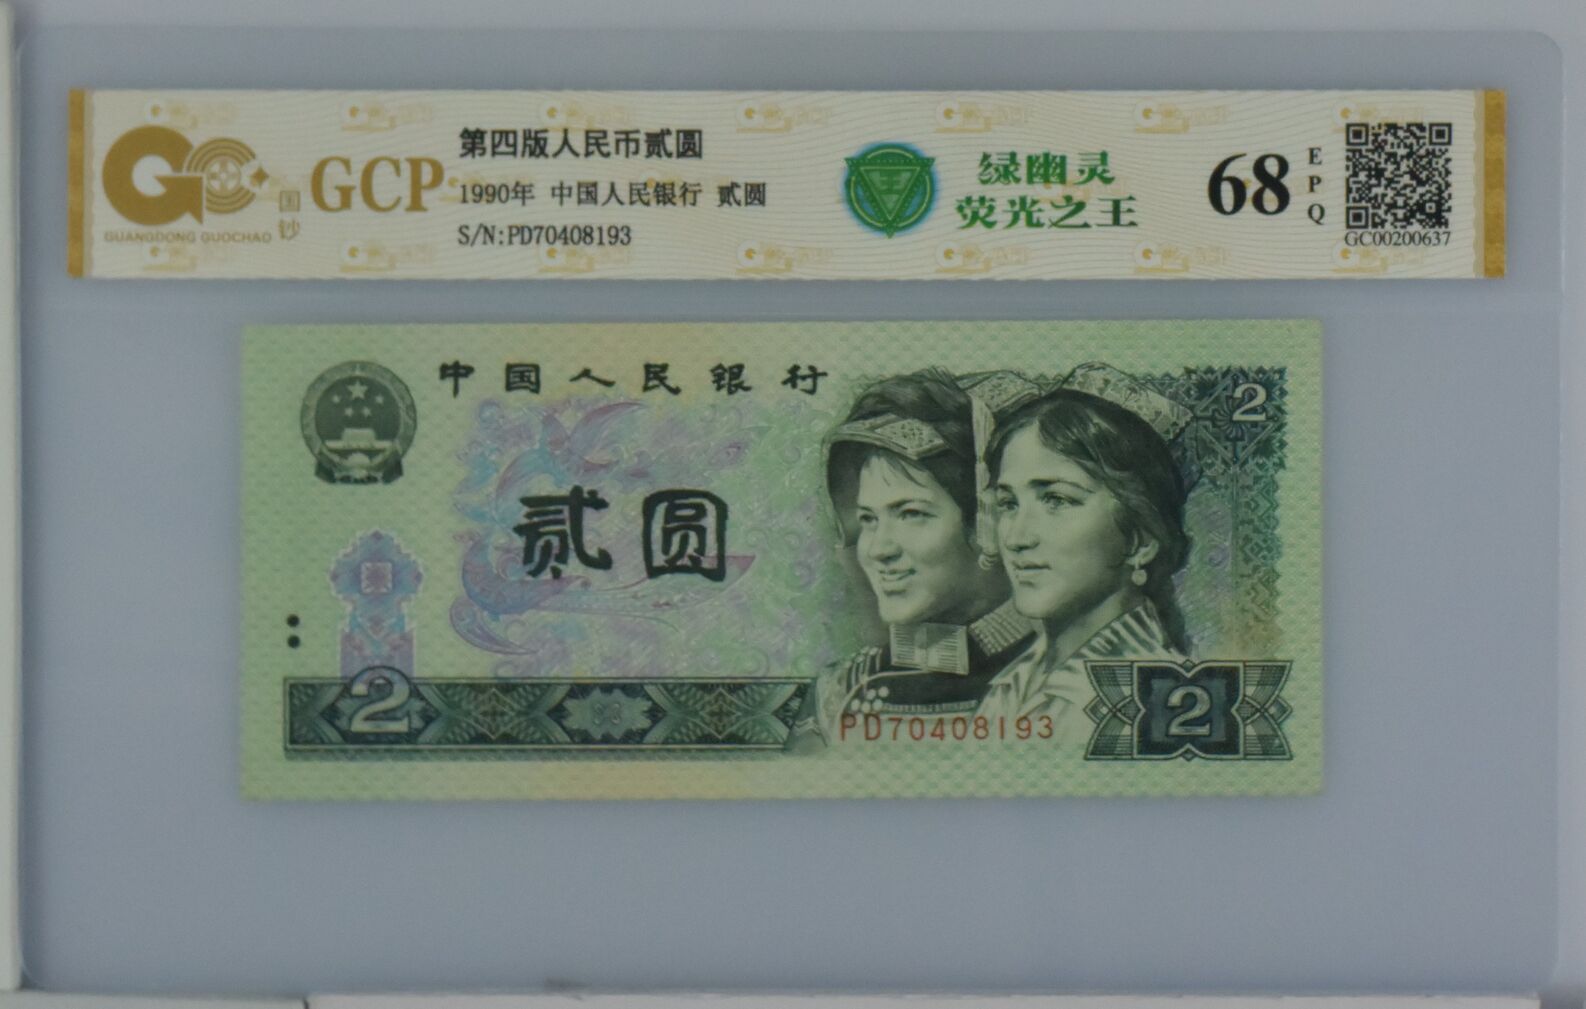 GUANGDONG GUOCHAO
国钞
GCP
第四版人民币贰圆
1990年 中国人民银行 贰圆
S/N:PD70408193
王
绿幽灵
荧光之王
68
EPQ
GC00200637
中国人民银行
2
贰圆
2
PD70408193
2